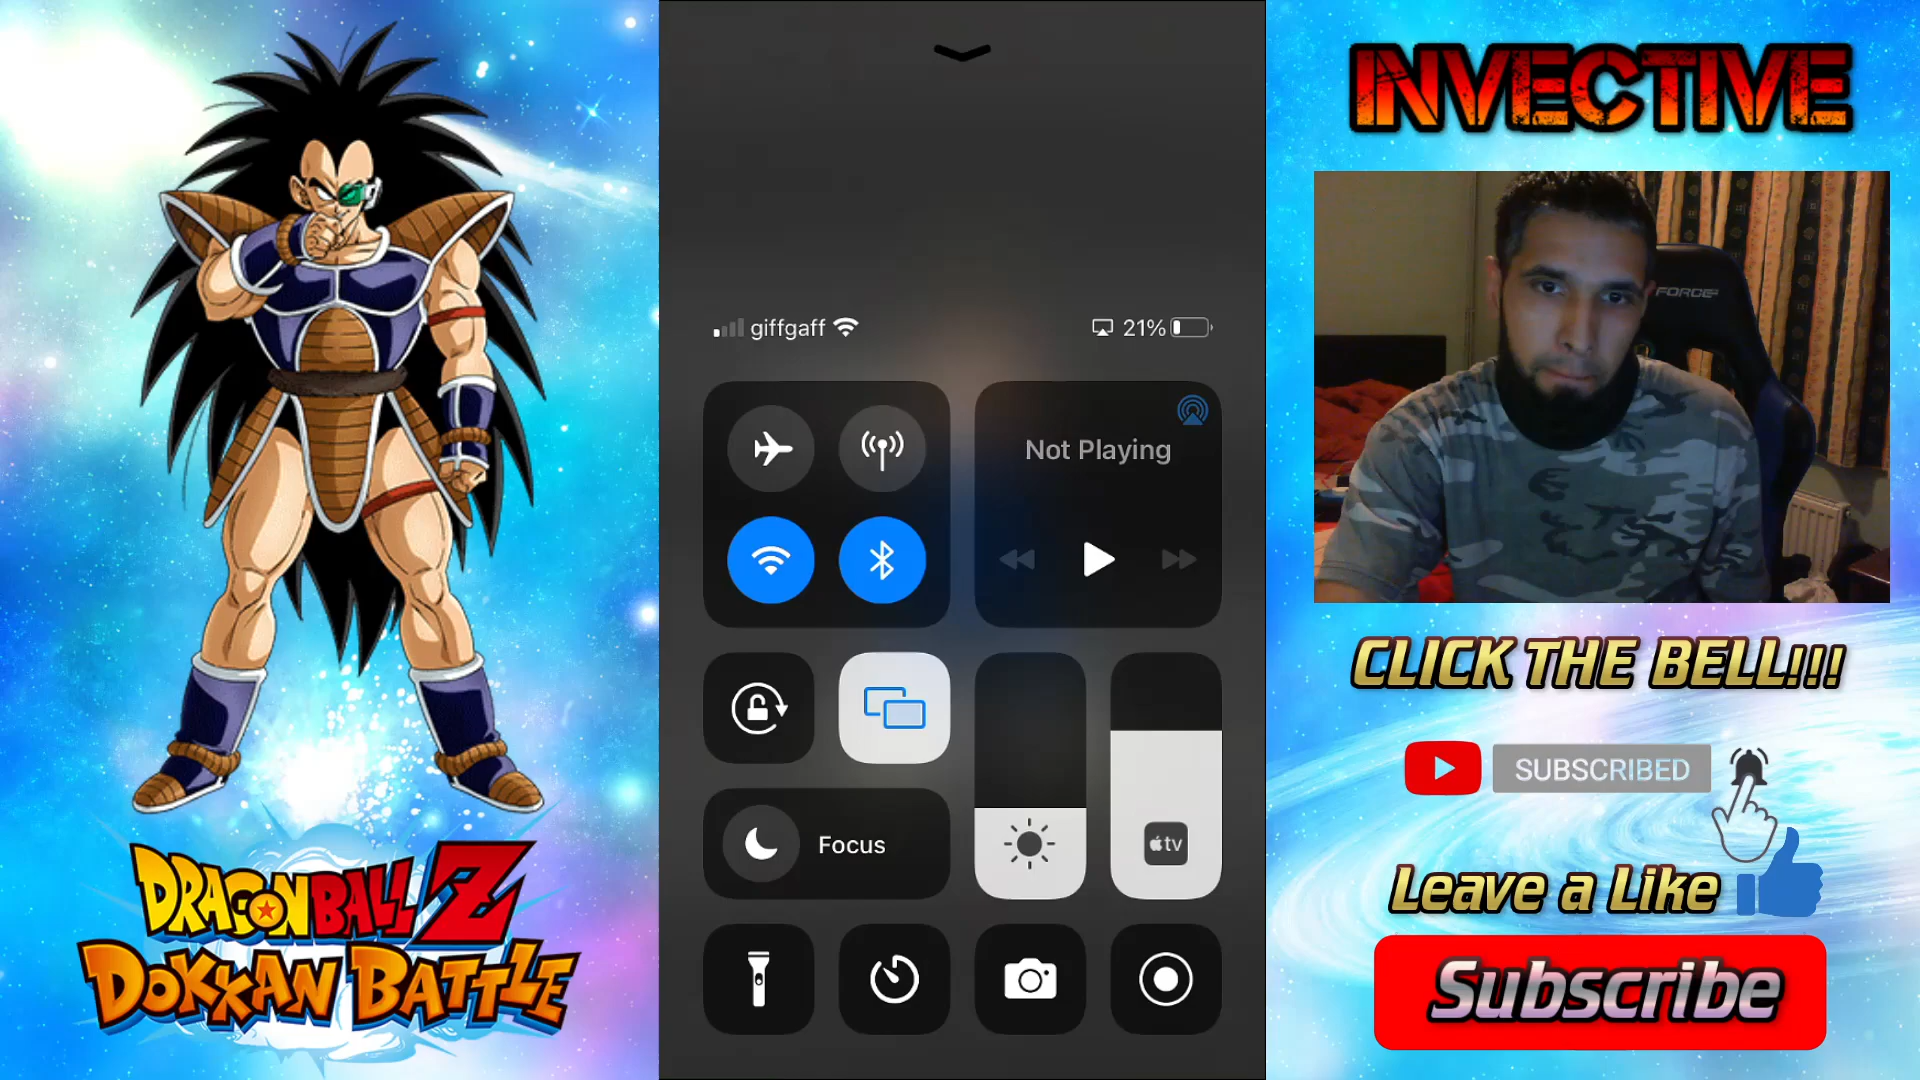 INVECTIVE
giffgaff
21%
Not Playing
FORCE
Focus
tv
CLICK THE BELL!!!
SUBSCRIBED
Leave a Like
Subscribe
DRAGON BALL Z
DOKKAN BATTLE